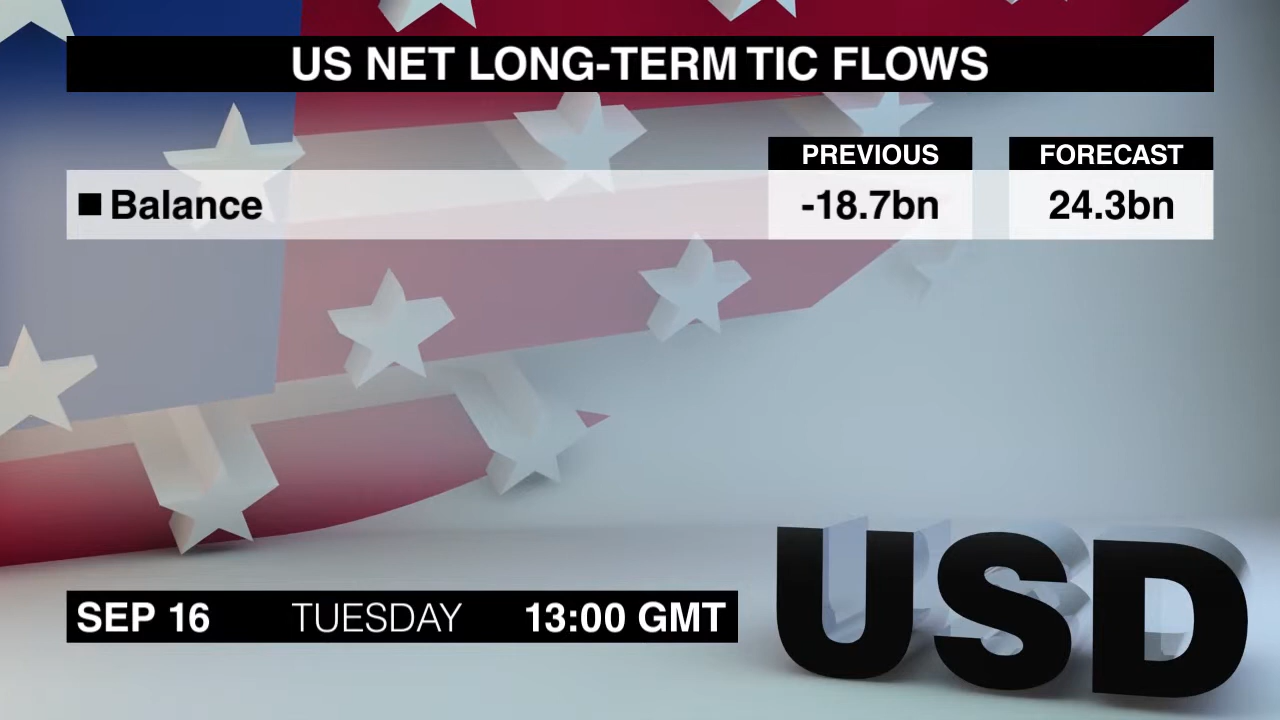 US NET LONG-TERM TIC FLOWS
PREVIOUS FORECAST
Balance -18.7bn 24.3bn
SEP 16 TUESDAY 13:00 GMT
USD